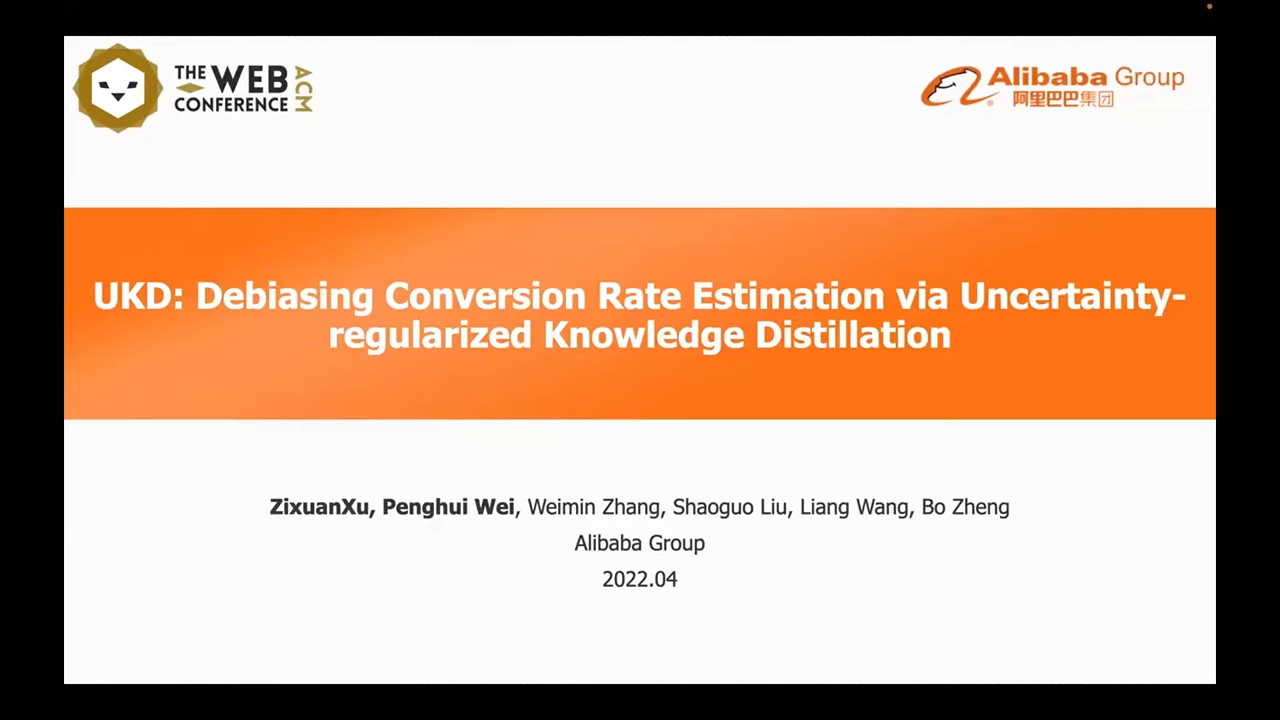 THE WEB
CONFERENCE
ACM
Alibaba Group
阿里巴巴集团
UKD: Debiasing Conversion Rate Estimation via Uncertainty-
regularized Knowledge Distillation
ZixuanXu, Penghui Wei, Weimin Zhang, Shaoguo Liu, Liang Wang, Bo Zheng
Alibaba Group
2022.04